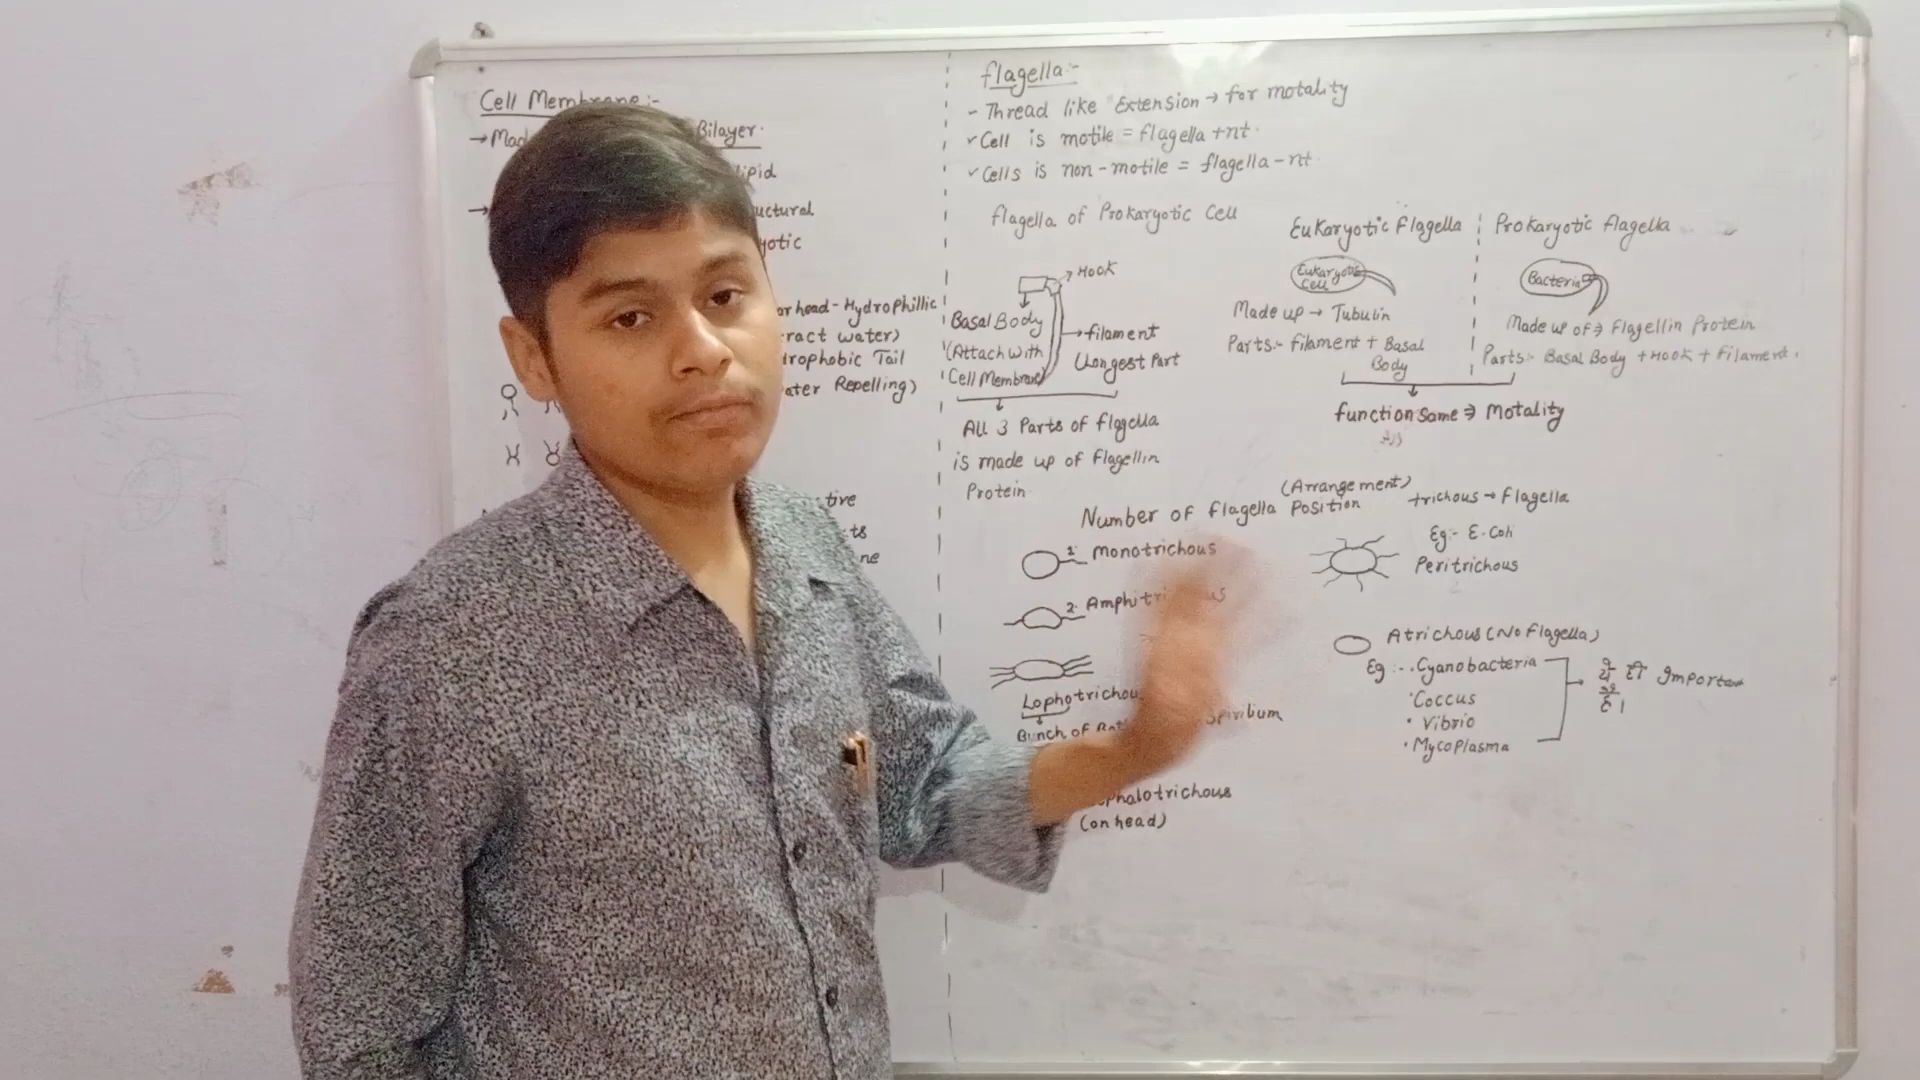 Cell Membrane:-
Bilayer.
lipid
uctural
yotic
ar head-Hydrophillic
ract water)
drophobic Tail
ater Repelling)
tive
ts
ne
flagella:-
- Thread like Extension → for motality
✓ Cell is motile = flagella +nt
✓ Cells is non-motile = flagella -nt
flagella of Prokaryotic Cell
Hook
Basal Body
(Attach with
Cell Membrane)
filament
(longest Part
All 3 Parts of flagella
is made up of flagellin
Protein
Eukaryotic Flagella
Eukaryotic
Cell
Made up → Tubulin
Parts:- filament + Basal
Body
Prokaryotic flagella
Bacteria
Made up of → flagellin Protein
Parts:- Basal Body + Hook + filament.
function Same → Motality
(Arrangement)
Number of flagella Position
trichous → flagella
1. monotrichous
2. Amphitri
us
Lophotrichou
Bunch of
Spirilium
phalotrichous
(on head)
Eg:- E.Coli
Peritrichous
Atrichous (No flagella)
Eg:- . Cyanobacteria
. Coccus
. Vibrio
. Mycoplasma